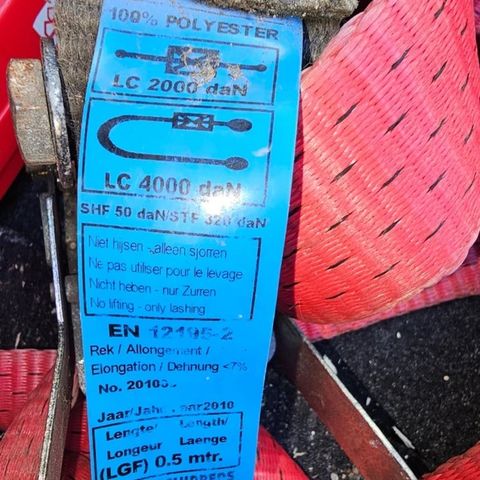 100% POLYESTER
LC 2000 daN
LC 4000 daN
SHF 50 daN/STF 320 daN
Niet hijsen - alleen sjorren
Ne pas utiliser pour le levage
Nicht heben - nur Zurren
No lifting - only lashing
EN 12195-2
Rek / Allongement /
Elongation / Dehnung <7%
No.
Jaar/Jahr 2010
Lengte/ Length/
Longeur Laenge
(LGF) 0.5 mtr.